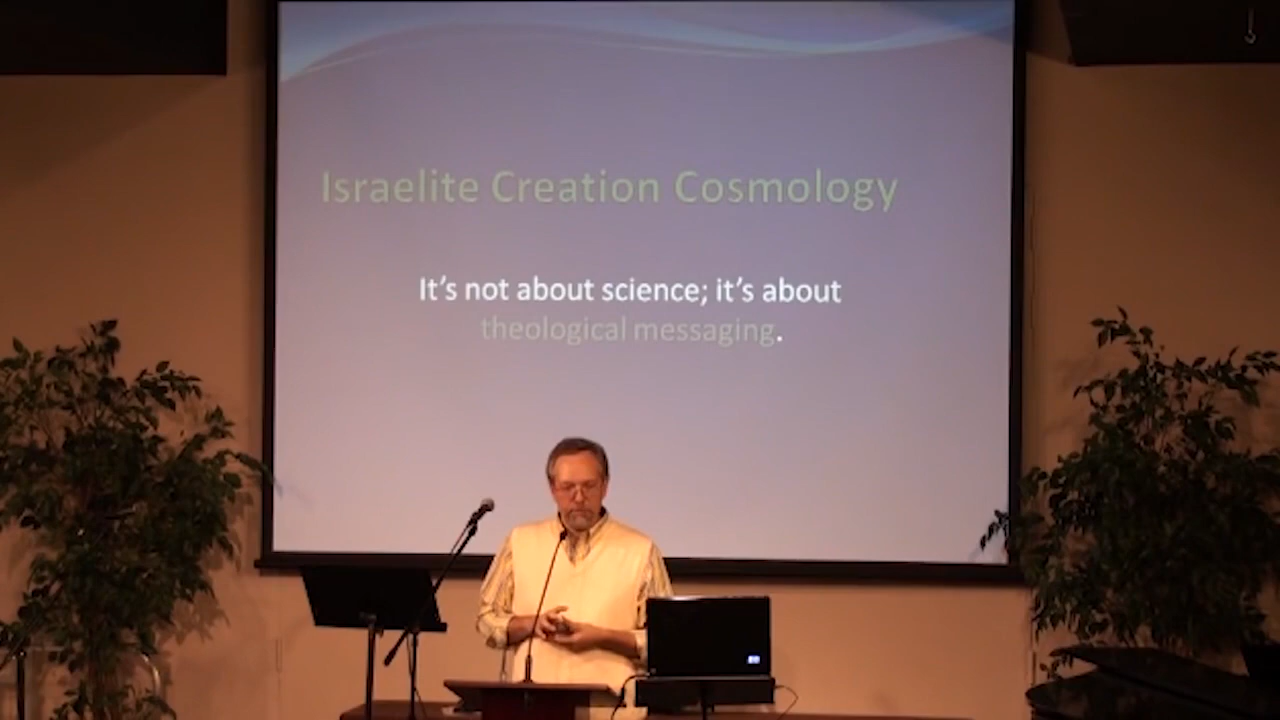 Israelite Creation Cosmology
It's not about science; it's about
theological messaging.